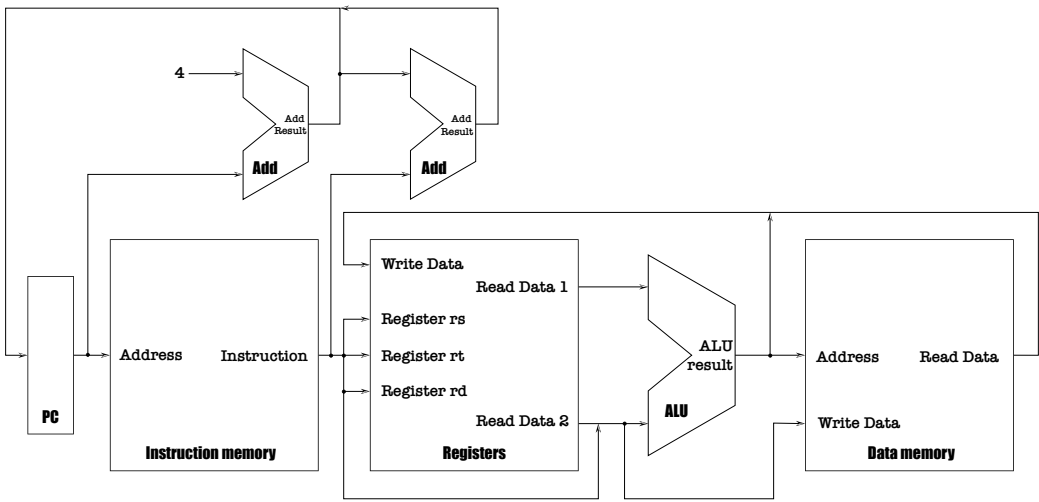 4
Add
Result
Add
Add
Result
Add
Write Data
Read Data 1
Register rs
Register rt
Register rd
Read Data 2
Registers
Address
Instruction
Instruction memory
PC
ALU
result
ALU
Address
Read Data
Write Data
Data memory